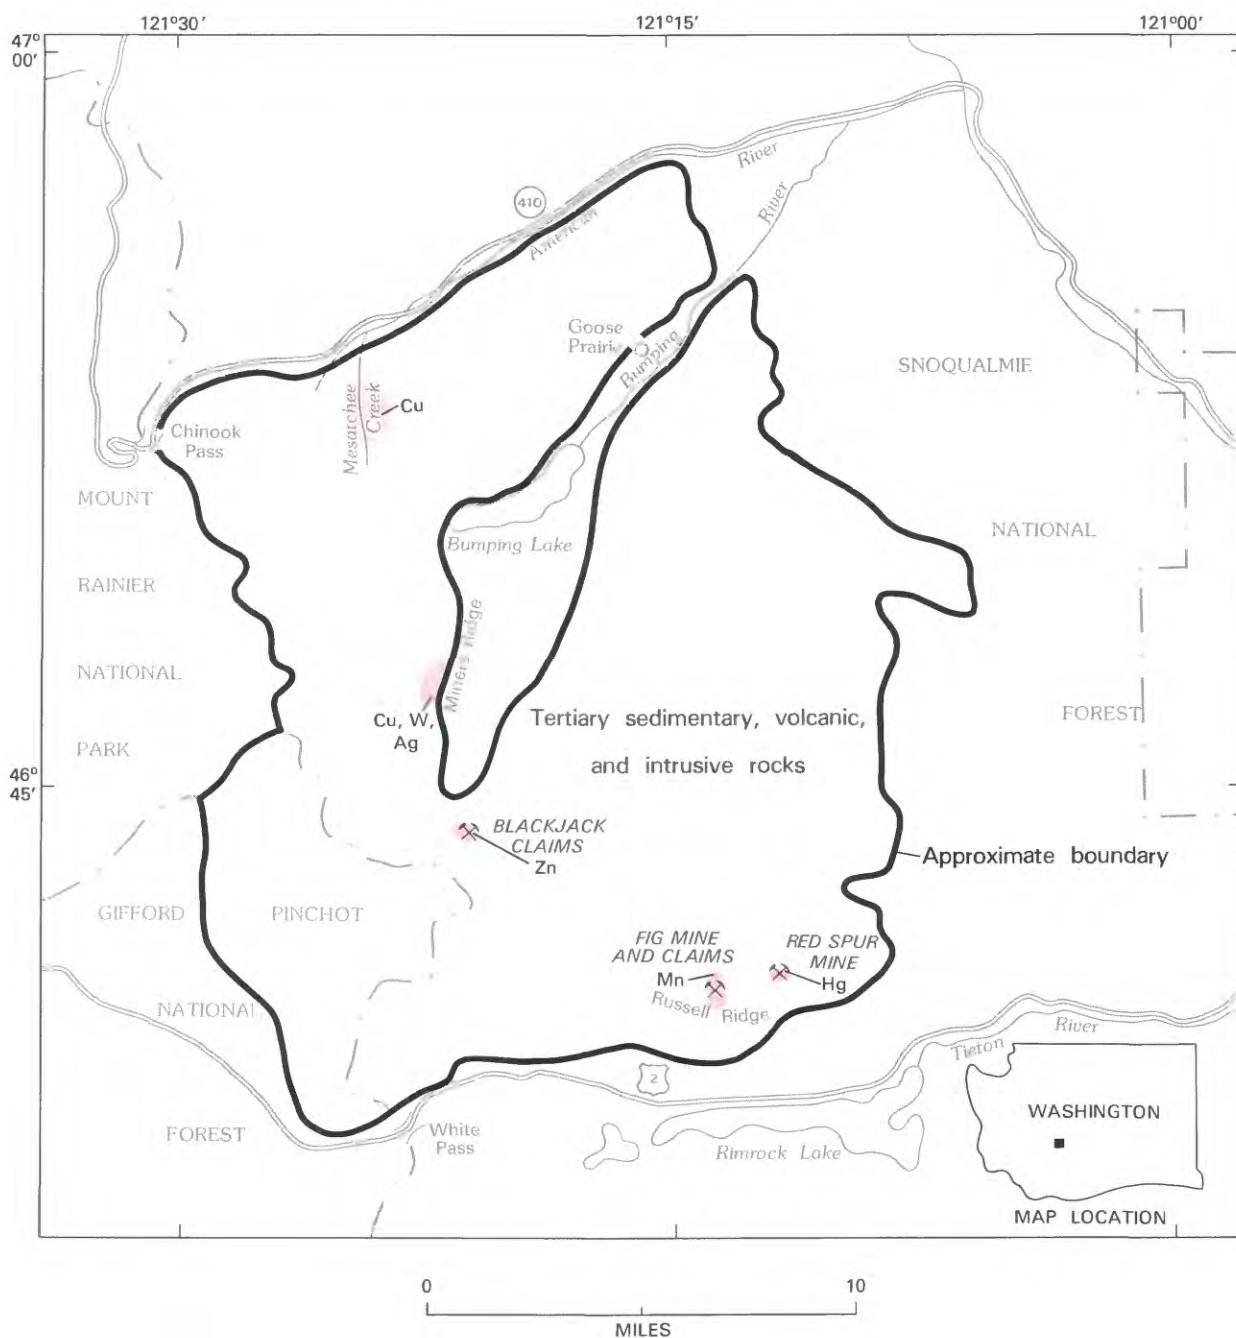 121°30'
121°15'
121°00'
47°
00'
River
River
410
American
Goose
Prairie
Bumping
SNOQUALMIE
Mesatchee
Creek
Cu
Chinook
Pass
MOUNT
NATIONAL
Bumping Lake
RAINIER
Miners Ridge
NATIONAL
FOREST
Cu, W,
Ag
Tertiary sedimentary, volcanic,
and intrusive rocks
PARK
46°
45'
BLACKJACK
CLAIMS
Zn
Approximate boundary
GIFFORD
PINCHOT
FIG MINE
AND CLAIMS
Mn
RED SPUR
MINE
Hg
Russell Ridge
NATIONAL
River
Tieton
2
WASHINGTON
FOREST
White
Pass
Rimrock Lake
MAP LOCATION
0
10
MILES